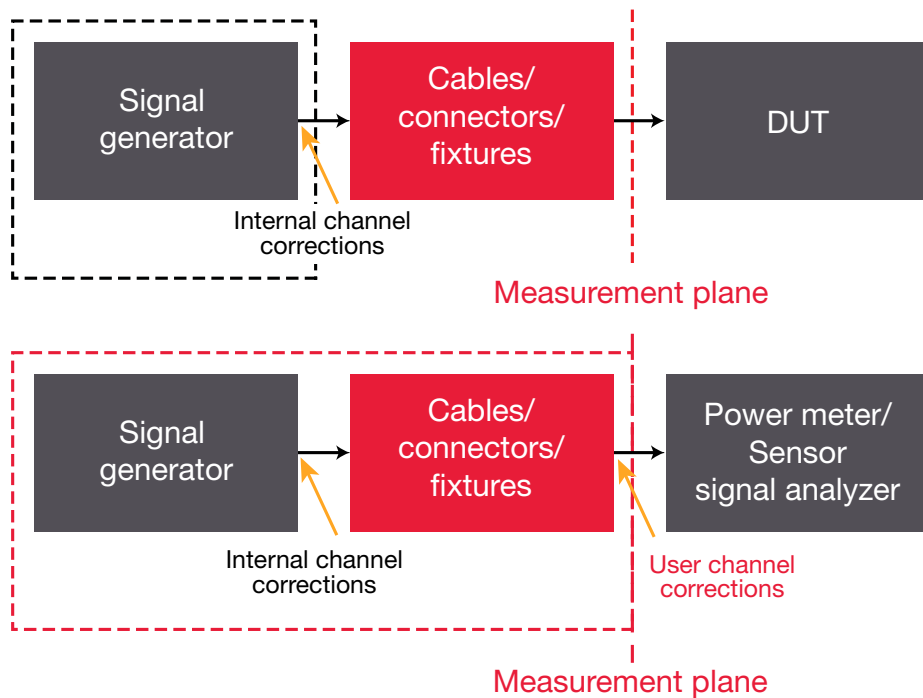 Signal
generator
Cables/
connectors/
fixtures
DUT
Internal channel
corrections
Measurement plane
Signal
generator
Cables/
connectors/
fixtures
Power meter/
Sensor
signal analyzer
Internal channel
corrections
User channel
corrections
Measurement plane